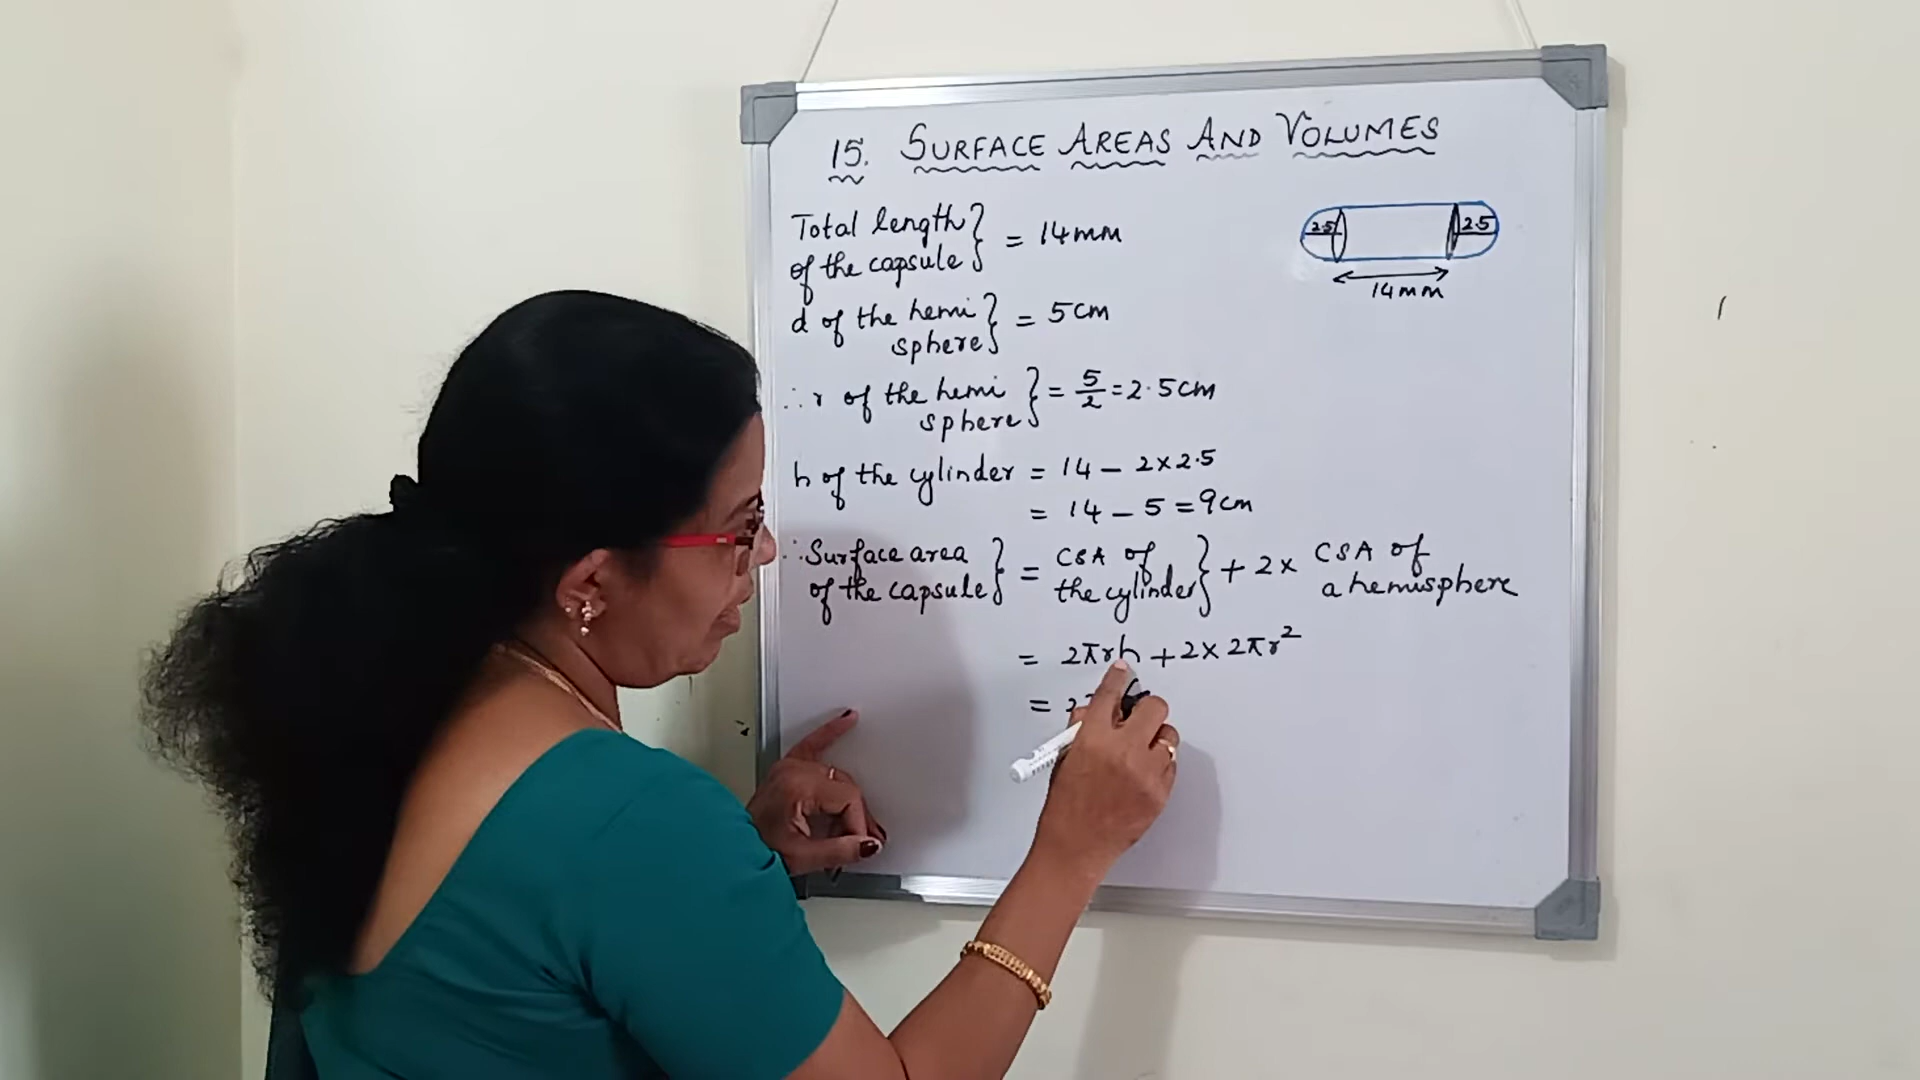 15. SURFACE AREAS AND VOLUMES
Total length
of the capsule } = 14mm
2.5 2.5
14mm
d of the hemi
sphere } = 5cm
∴ r of the hemi
sphere } = 5/2 = 2.5cm
h of the cylinder = 14 - 2×2.5
= 14 - 5 = 9cm
∴ Surface area
of the capsule } = CSA of
the cylinder } + 2× CSA of
a hemisphere
= 2πrh + 2× 2πr²
= 2